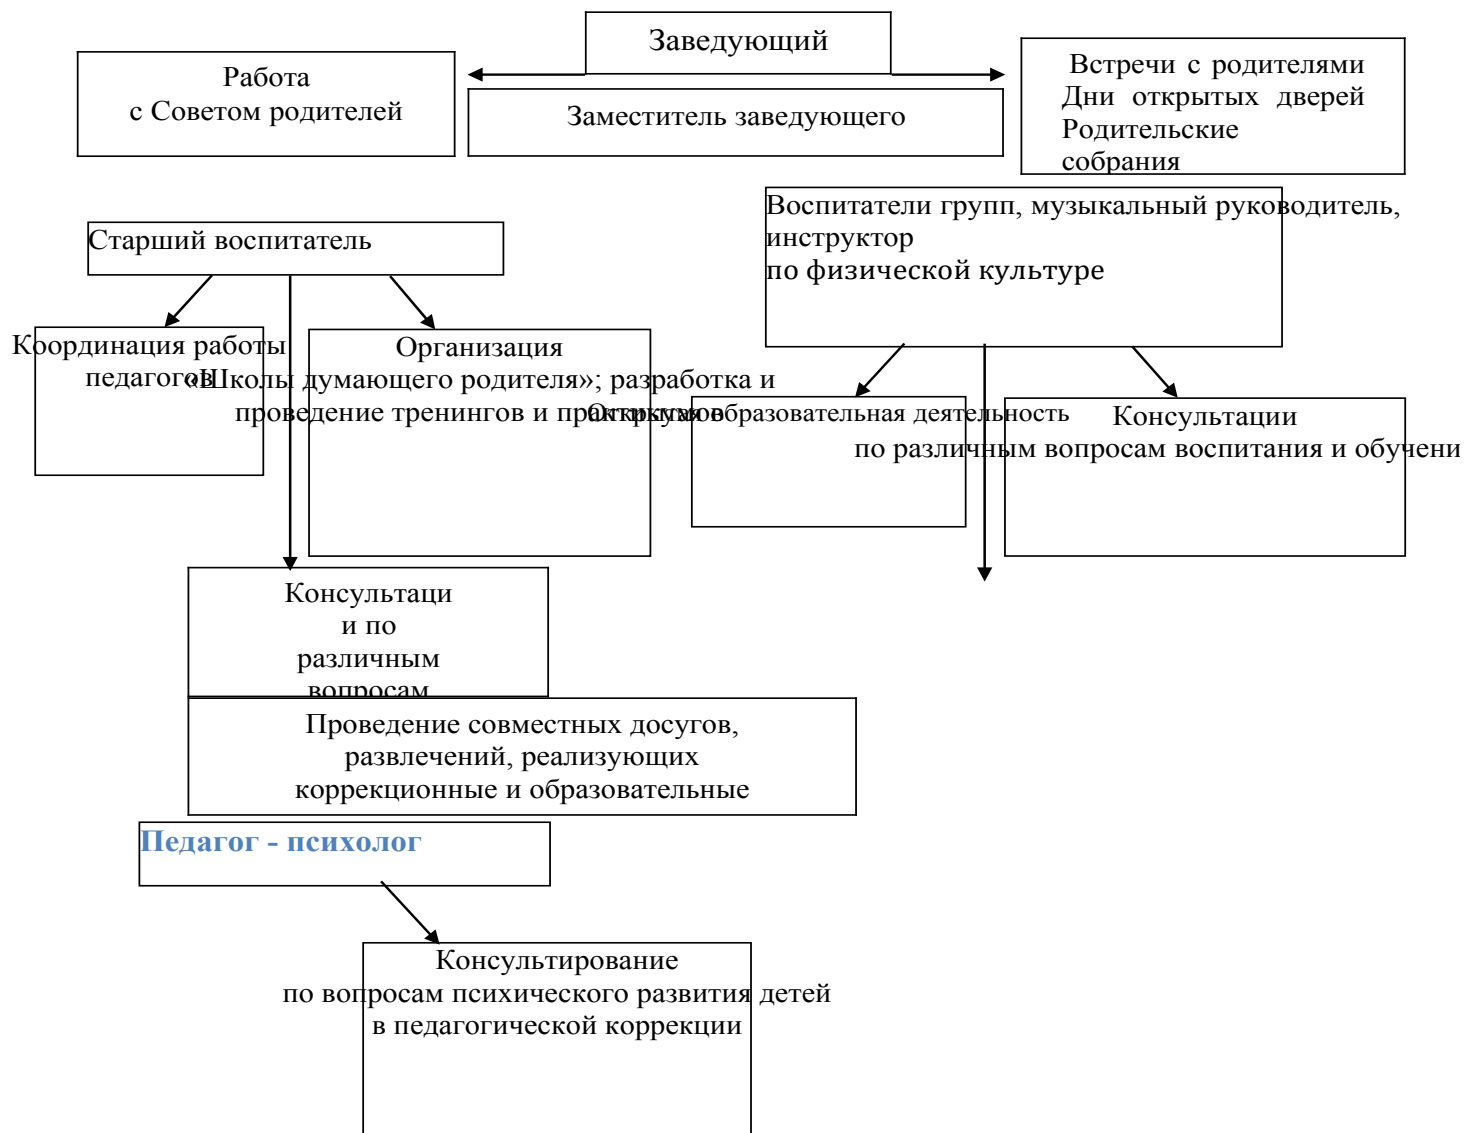 Заведующий
Работа
с Советом родителей
Заместитель заведующего
Встречи с родителями
Дни открытых дверей
Родительские
собрания
Старший воспитатель
Воспитатели групп, музыкальный руководитель,
инструктор
по физической культуре
Координация работы
педагогов
Организация
«Школы думающего родителя»; разработка и
проведение тренингов и практикумов
Открытая образовательная деятельность
Консультации
по различным вопросам воспитания и обучени
Консультаци
и по
различным
вопросам
Проведение совместных досугов,
развлечений, реализующих
коррекционные и образовательные
Педагог - психолог
Консультирование
по вопросам психического развития детей
в педагогической коррекции